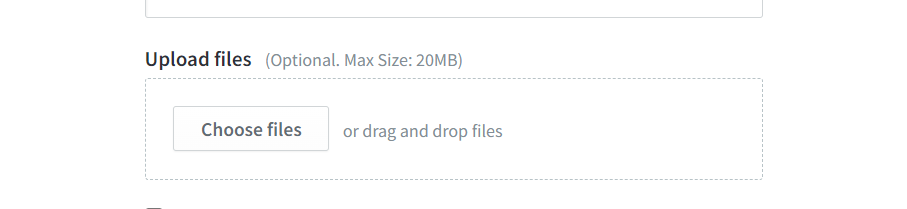 Upload files (Optional. Max Size: 20MB)
Choose files or drag and drop files